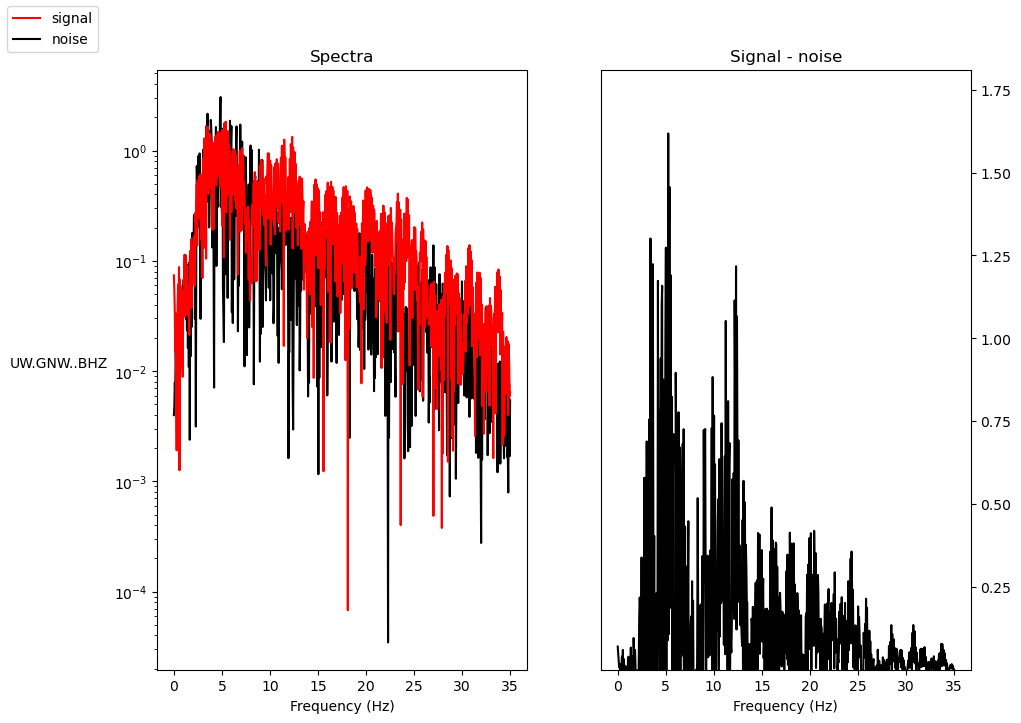 signal
noise
Spectra
Signal - noise
UW.GNW..BHZ
10^0
10^-1
10^-2
10^-3
10^-4
0 5 10 15 20 25 30 35
Frequency (Hz)
1.75
1.50
1.25
1.00
0.75
0.50
0.25
0 5 10 15 20 25 30 35
Frequency (Hz)